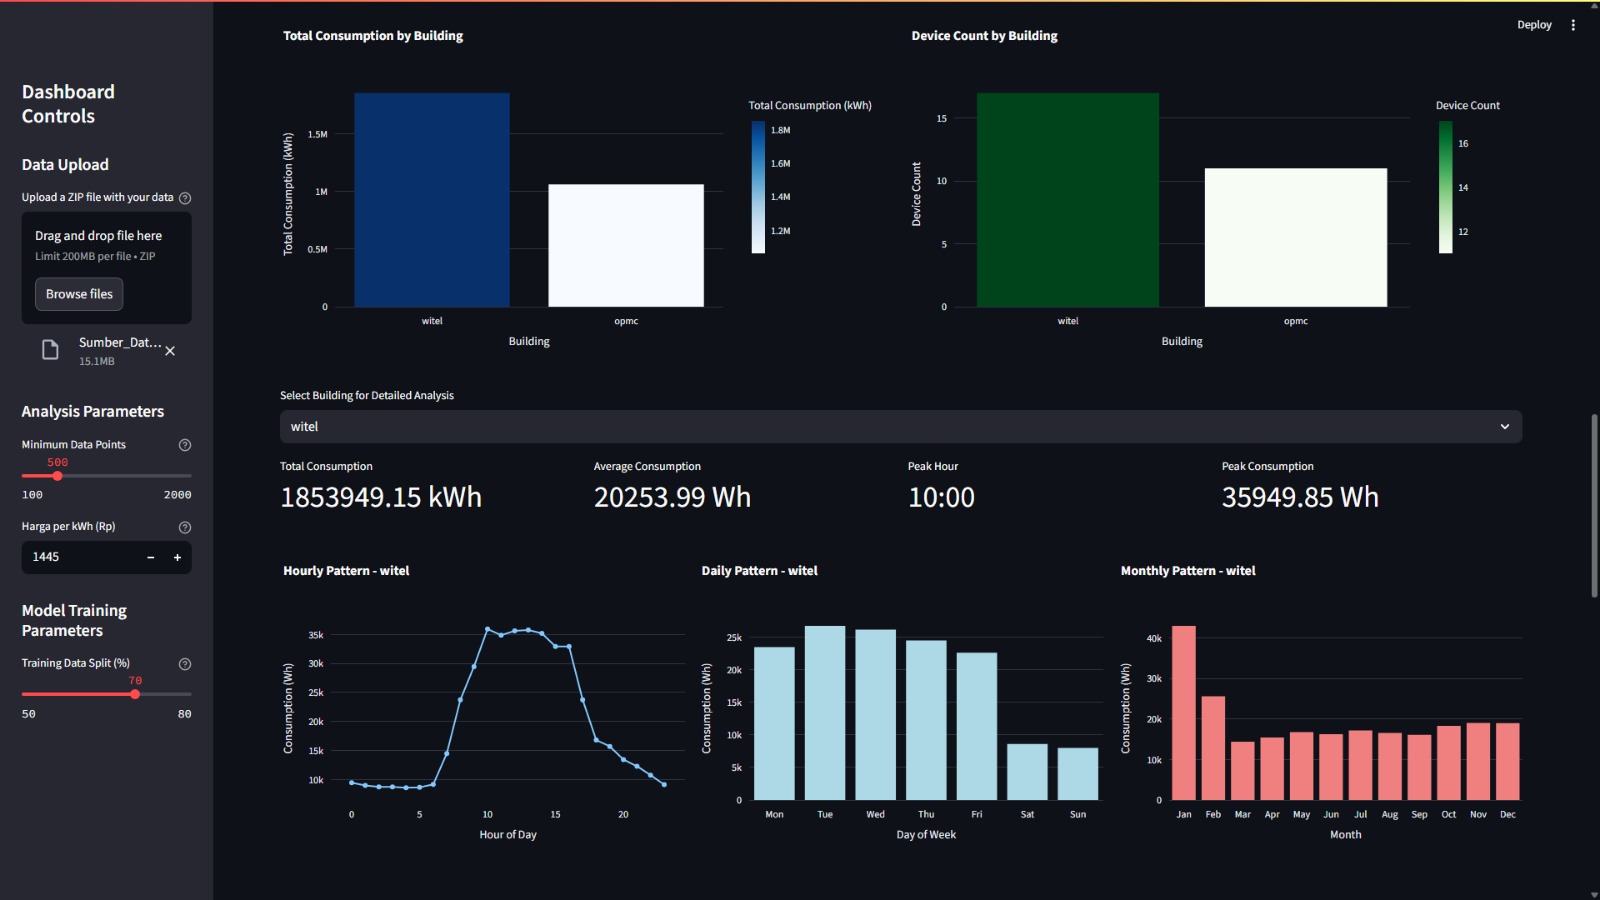 Deploy
Dashboard
Controls
Data Upload
Upload a ZIP file with your data
Drag and drop file here
Limit 200MB per file • ZIP
Browse files
Sumber_Dat...
15.1MB
Analysis Parameters
Minimum Data Points
500
100 2000
Harga per kWh (Rp)
1445 − +
Model Training
Parameters
Training Data Split (%)
70
50 80
Total Consumption by Building
Total Consumption (kWh)
1.5M
1M
0.5M
0
witel opmc
Building
Total Consumption (kWh)
1.8M
1.6M
1.4M
1.2M
Device Count by Building
Device Count
15
10
5
0
witel opmc
Building
Device Count
16
14
12
Select Building for Detailed Analysis
witel
Total Consumption
1853949.15 kWh
Average Consumption
20253.99 Wh
Peak Hour
10:00
Peak Consumption
35949.85 Wh
Hourly Pattern - witel
Consumption (Wh)
35k
30k
25k
20k
15k
10k
0 5 10 15 20
Hour of Day
Daily Pattern - witel
Consumption (Wh)
25k
20k
15k
10k
5k
0
Mon Tue Wed Thu Fri Sat Sun
Day of Week
Monthly Pattern - witel
Consumption (Wh)
40k
30k
20k
10k
0
Jan Feb Mar Apr May Jun Jul Aug Sep Oct Nov Dec
Month